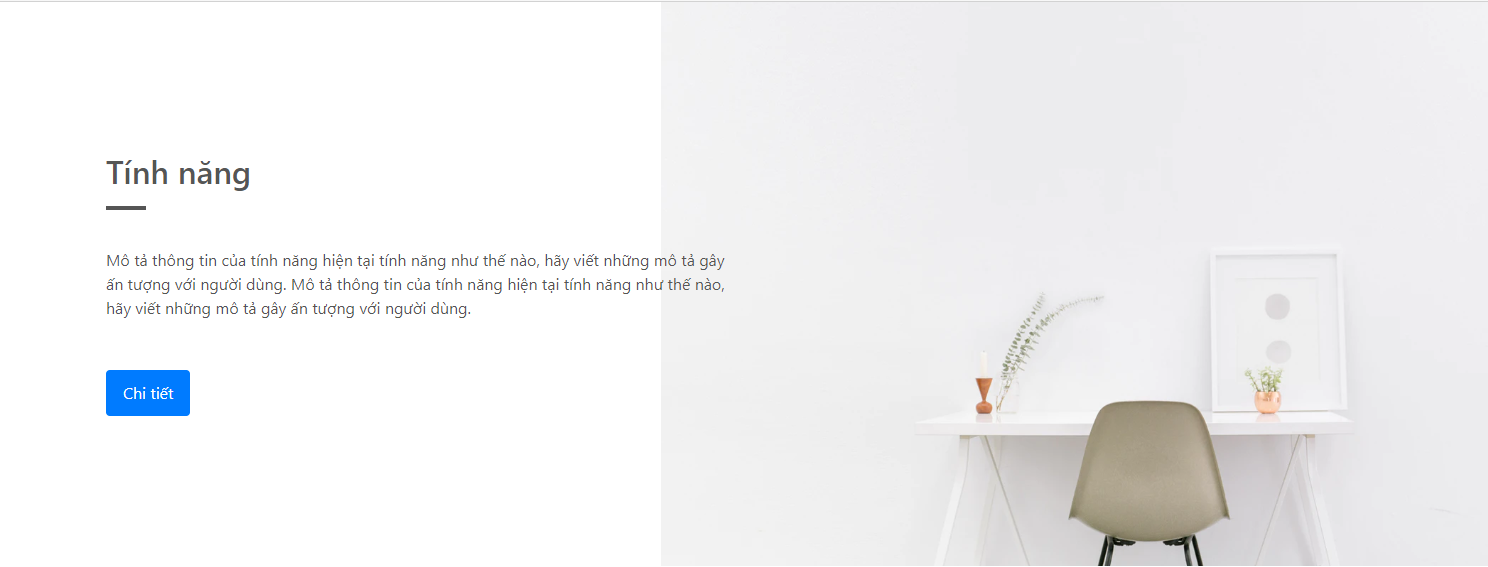 Tính năng
Mô tả thông tin của tính năng hiện tại tính năng như thế nào, hãy viết những mô tả gây
ấn tượng với người dùng. Mô tả thông tin của tính năng hiện tại tính năng như thế nào,
hãy viết những mô tả gây ấn tượng với người dùng.
Chi tiết